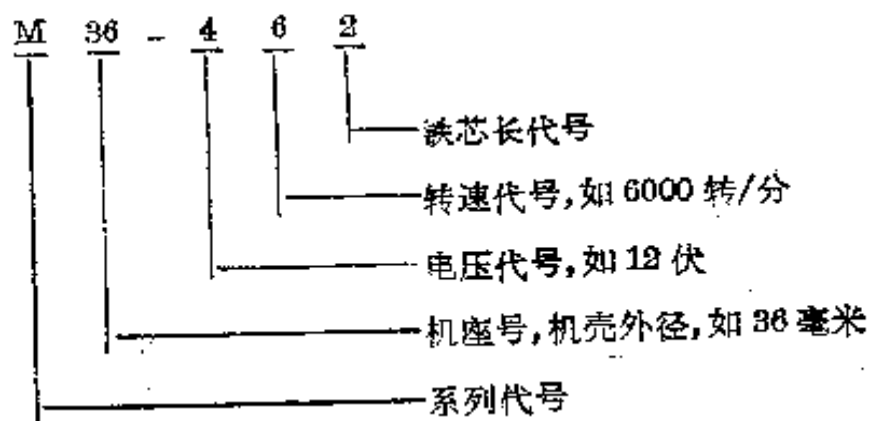 M 36 - 4 6 2
铁芯长代号
转速代号,如 6000 转/分
电压代号,如 12 伏
机座号,机壳外径,如 36 毫米
系列代号